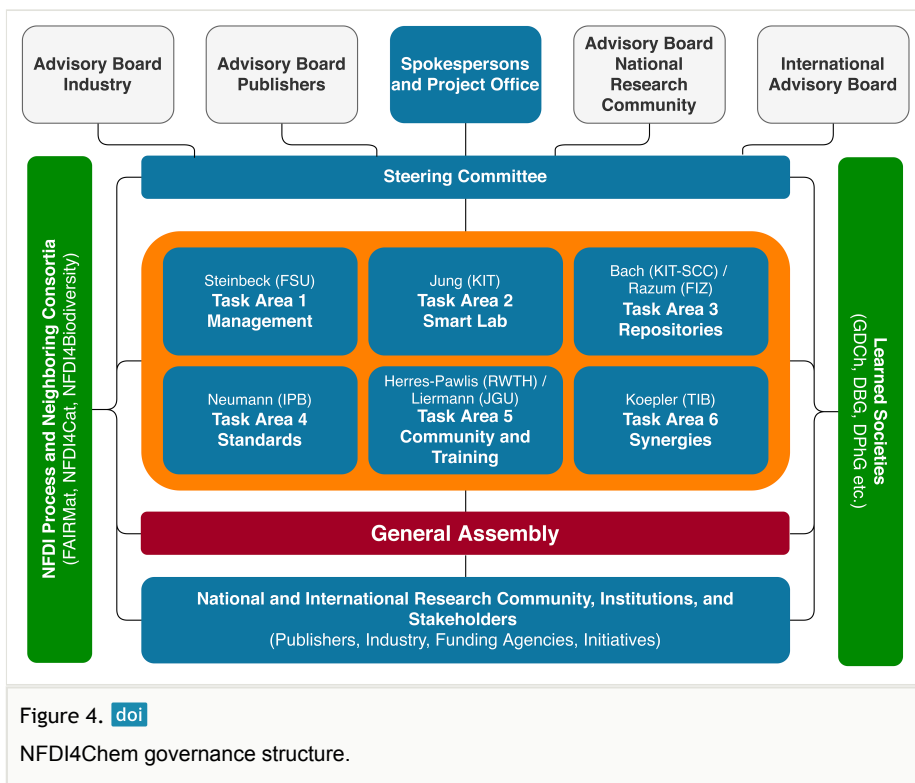 Advisory Board
Industry
Advisory Board
Publishers
Spokespersons
and Project Office
Advisory Board
National
Research
Community
International
Advisory Board
NFDI Process and Neighboring Consortia
(FAIRMat, NFDI4Cat, NFDI4Biodiversity)
Steering Committee
Steinbeck (FSU)
Task Area 1
Management
Jung (KIT)
Task Area 2
Smart Lab
Bach (KIT-SCC) /
Razum (FIZ)
Task Area 3
Repositories
Neumann (IPB)
Task Area 4
Standards
Herres-Pawlis (RWTH) /
Liermann (JGU)
Task Area 5
Community and
Training
Koepler (TIB)
Task Area 6
Synergies
General Assembly
National and International Research Community, Institutions, and
Stakeholders
(Publishers, Industry, Funding Agencies, Initiatives)
Learned Societies
(GDCh, DBG, DPhG etc.)
Figure 4. doi
NFDI4Chem governance structure.